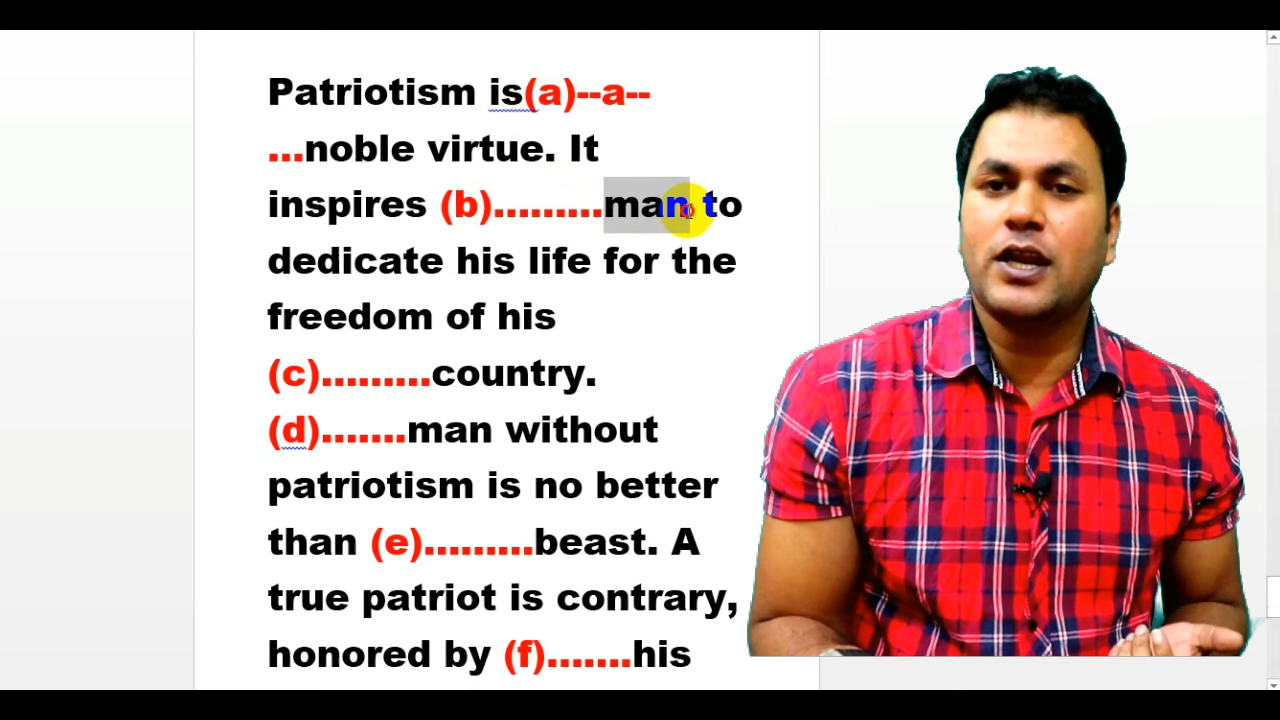 Patriotism is(a)--a--
...noble virtue. It
inspires (b).........man to
dedicate his life for the
freedom of his
(c).........country.
(d).......man without
patriotism is no better
than (e).........beast. A
true patriot is contrary,
honored by (f).......his